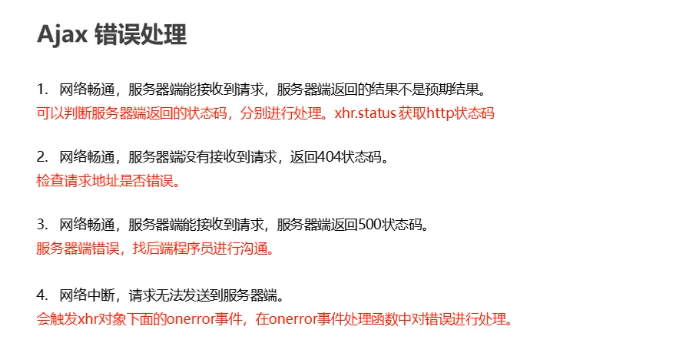 Ajax 错误处理
1. 网络畅通，服务器端能接收到请求，服务器端返回的结果不是预期结果。
可以判断服务器端返回的状态码，分别进行处理。xhr.status 获取http状态码
2. 网络畅通，服务器端没有接收到请求，返回404状态码。
检查请求地址是否错误。
3. 网络畅通，服务器端能接收到请求，服务器端返回500状态码。
服务器端错误，找后端程序员进行沟通。
4. 网络中断，请求无法发送到服务器端。
会触发xhr对象下面的onerror事件，在onerror事件处理函数中对错误进行处理。